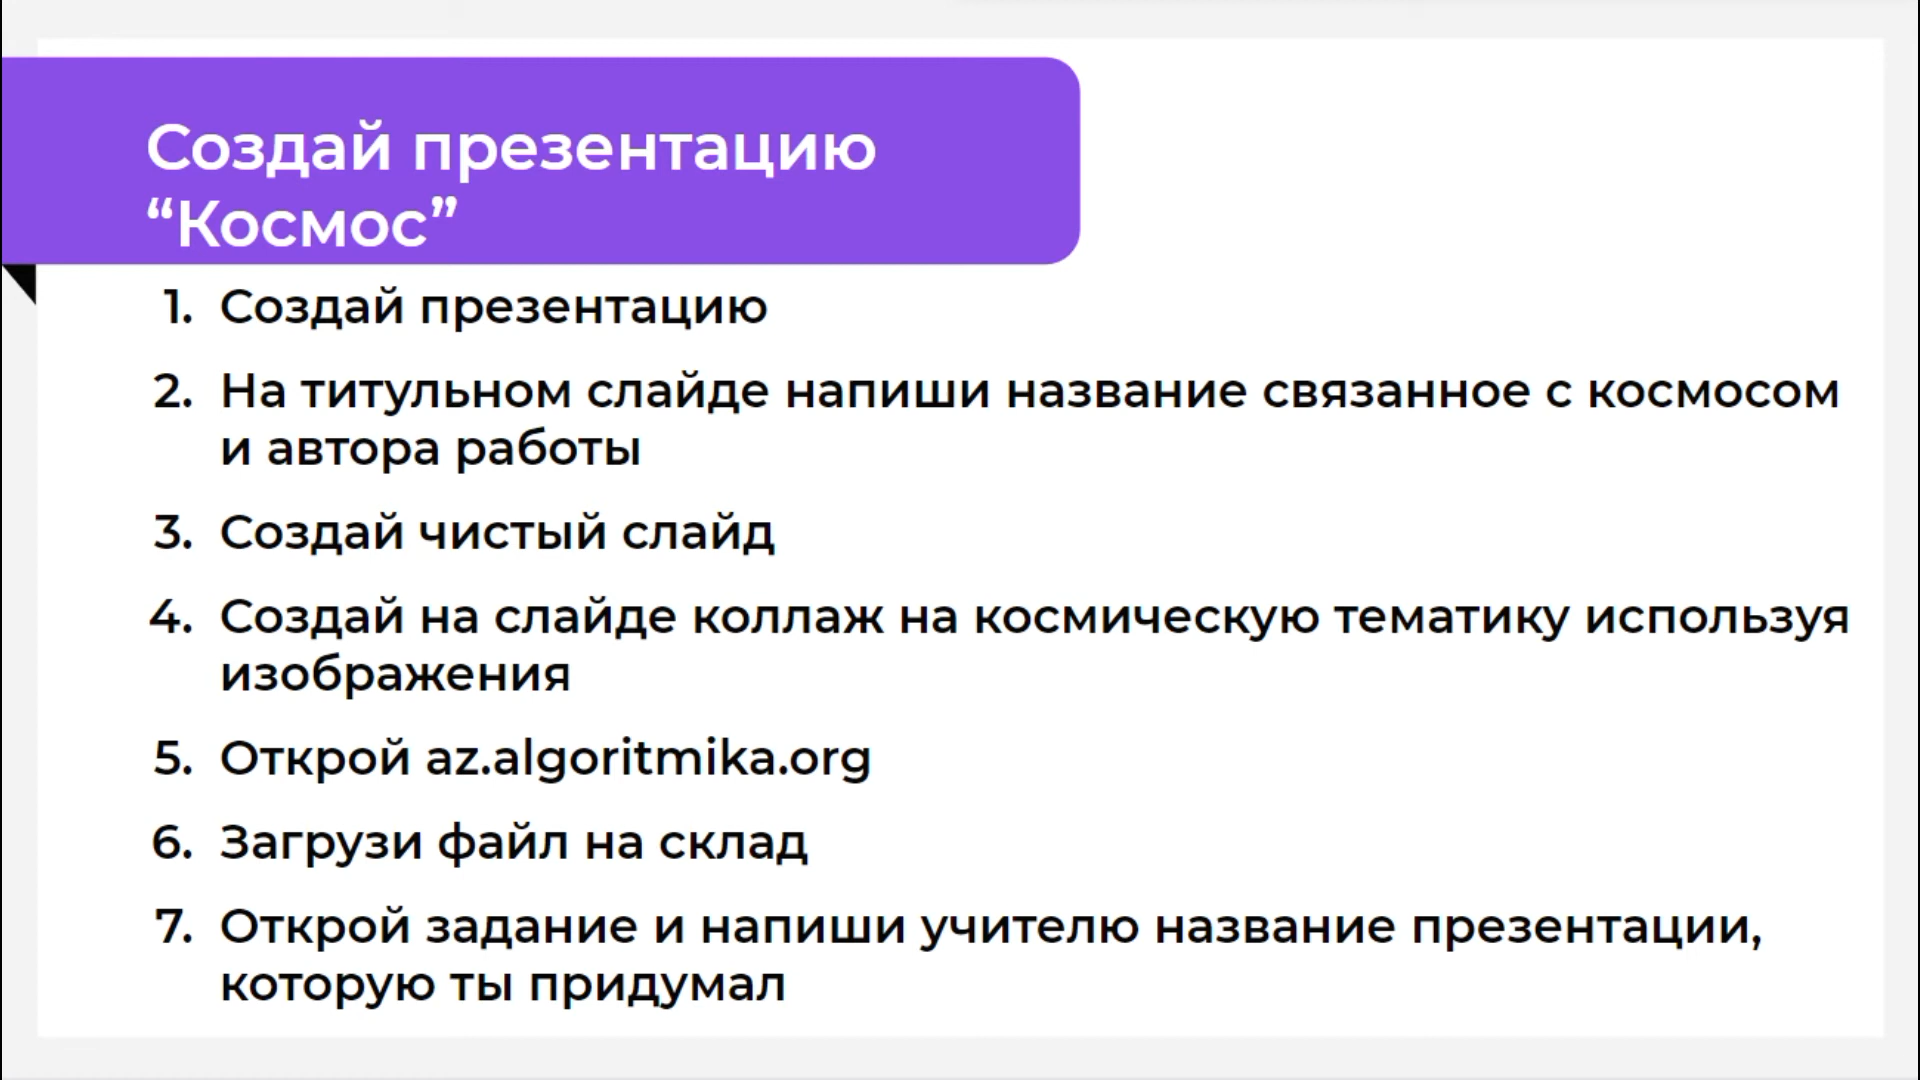 Создай презентацию
“Космос”
1. Создай презентацию
2. На титульном слайде напиши название связанное с космосом
и автора работы
3. Создай чистый слайд
4. Создай на слайде коллаж на космическую тематику используя
изображения
5. Открой az.algoritmika.org
6. Загрузи файл на склад
7. Открой задание и напиши учителю название презентации,
которую ты придумал